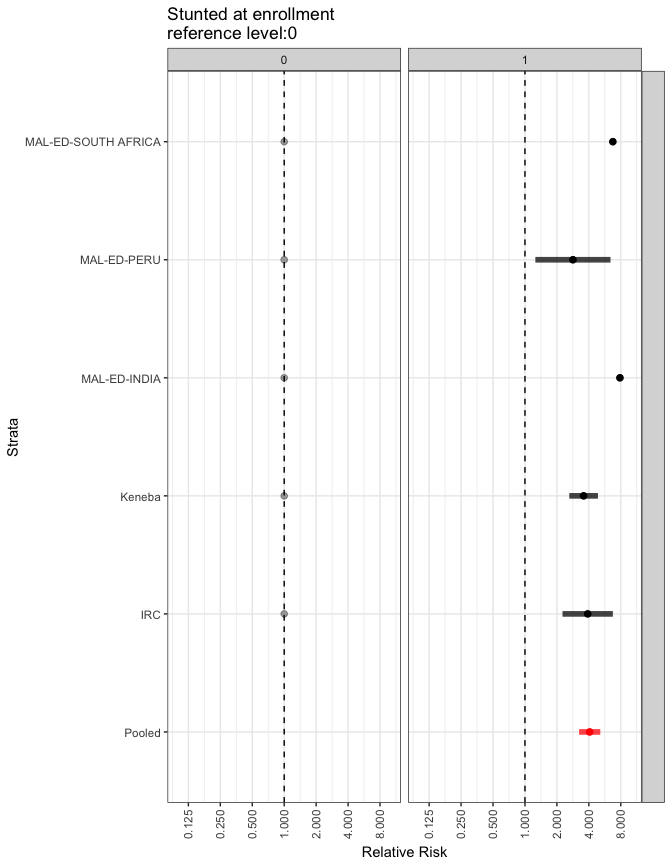 Stunted at enrollment
reference level:0
0
1
MAL-ED-SOUTH AFRICA
MAL-ED-PERU
MAL-ED-INDIA
Keneba
IRC
Pooled
Strata
0.125
0.250
0.500
1.000
2.000
4.000
8.000
0.125
0.250
0.500
1.000
2.000
4.000
8.000
Relative Risk